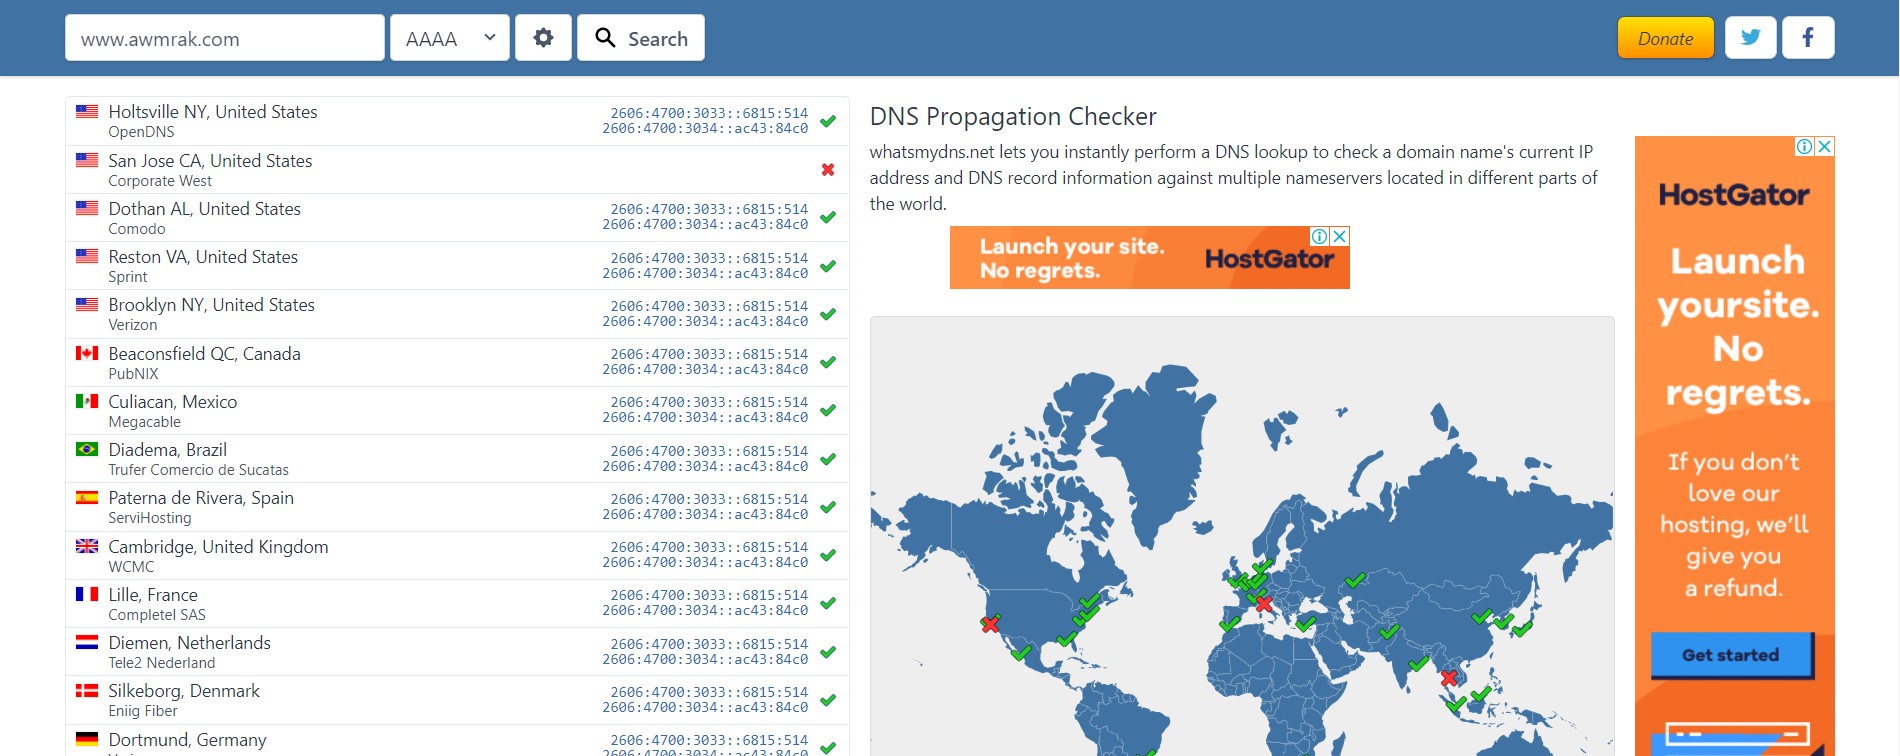 www.awmrak.com
AAAA
Search
Donate
Holtsville NY, United States
OpenDNS
2606:4700:3033::6815:514
2606:4700:3034::ac43:84c0
San Jose CA, United States
Corporate West
Dothan AL, United States
Comodo
2606:4700:3033::6815:514
2606:4700:3034::ac43:84c0
Reston VA, United States
Sprint
2606:4700:3033::6815:514
2606:4700:3034::ac43:84c0
Brooklyn NY, United States
Verizon
2606:4700:3033::6815:514
2606:4700:3034::ac43:84c0
Beaconsfield QC, Canada
PubNIX
2606:4700:3033::6815:514
2606:4700:3034::ac43:84c0
Culiacan, Mexico
Megacable
2606:4700:3033::6815:514
2606:4700:3034::ac43:84c0
Diadema, Brazil
Trufer Comercio de Sucatas
2606:4700:3033::6815:514
2606:4700:3034::ac43:84c0
Paterna de Rivera, Spain
ServiHosting
2606:4700:3033::6815:514
2606:4700:3034::ac43:84c0
Cambridge, United Kingdom
WCMC
2606:4700:3033::6815:514
2606:4700:3034::ac43:84c0
Lille, France
Completel SAS
2606:4700:3033::6815:514
2606:4700:3034::ac43:84c0
Diemen, Netherlands
Tele2 Nederland
2606:4700:3033::6815:514
2606:4700:3034::ac43:84c0
Silkeborg, Denmark
Eniig Fiber
2606:4700:3033::6815:514
2606:4700:3034::ac43:84c0
Dortmund, Germany
2606:4700:3033::6815:514
2606:4700:3034::ac43:84c0
DNS Propagation Checker
whatsmydns.net lets you instantly perform a DNS lookup to check a domain name's current IP
address and DNS record information against multiple nameservers located in different parts of
the world.
Launch your site.
No regrets.
HostGator
HostGator
Launch
yoursite.
No
regrets.
If you don't
love our
hosting, we'll
give you
a refund.
Get started